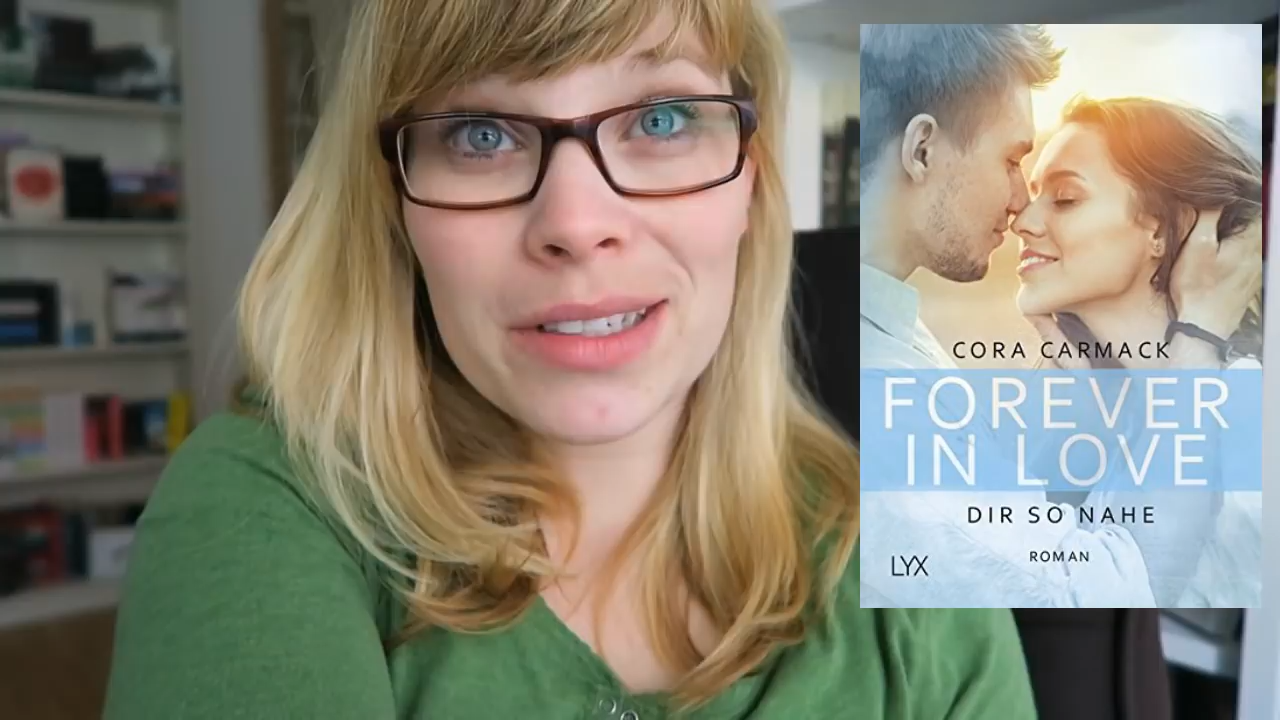 CORA CARMACK
FOREVER
IN LOVE
DIR SO NAHE
ROMAN
LYX